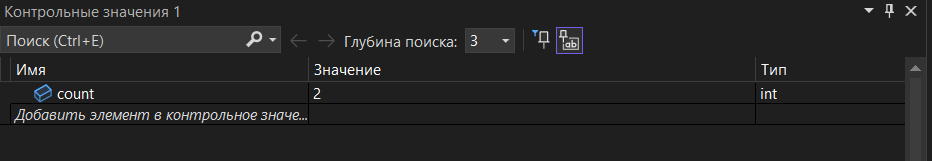 Контрольные значения 1
Поиск (Ctrl+E) Глубина поиска: 3
Имя Значение Тип
count 2 int
Добавить элемент в контрольное значе...